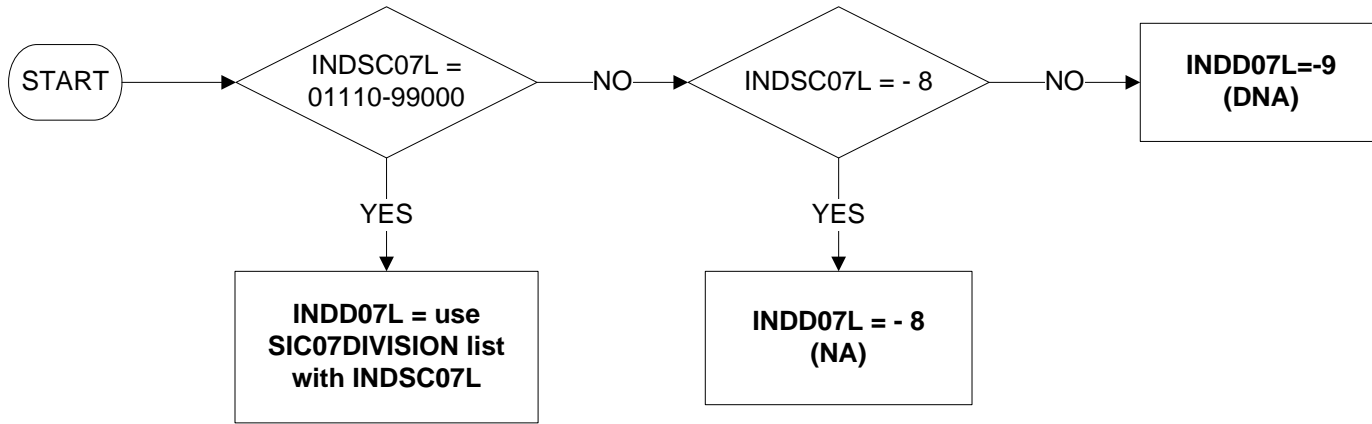 START
INDSC07L =
01110-99000
NO
INDSC07L = - 8
NO
INDD07L=-9
(DNA)
YES
YES
INDD07L = use
SIC07DIVISION list
with INDSC07L
INDD07L = - 8
(NA)